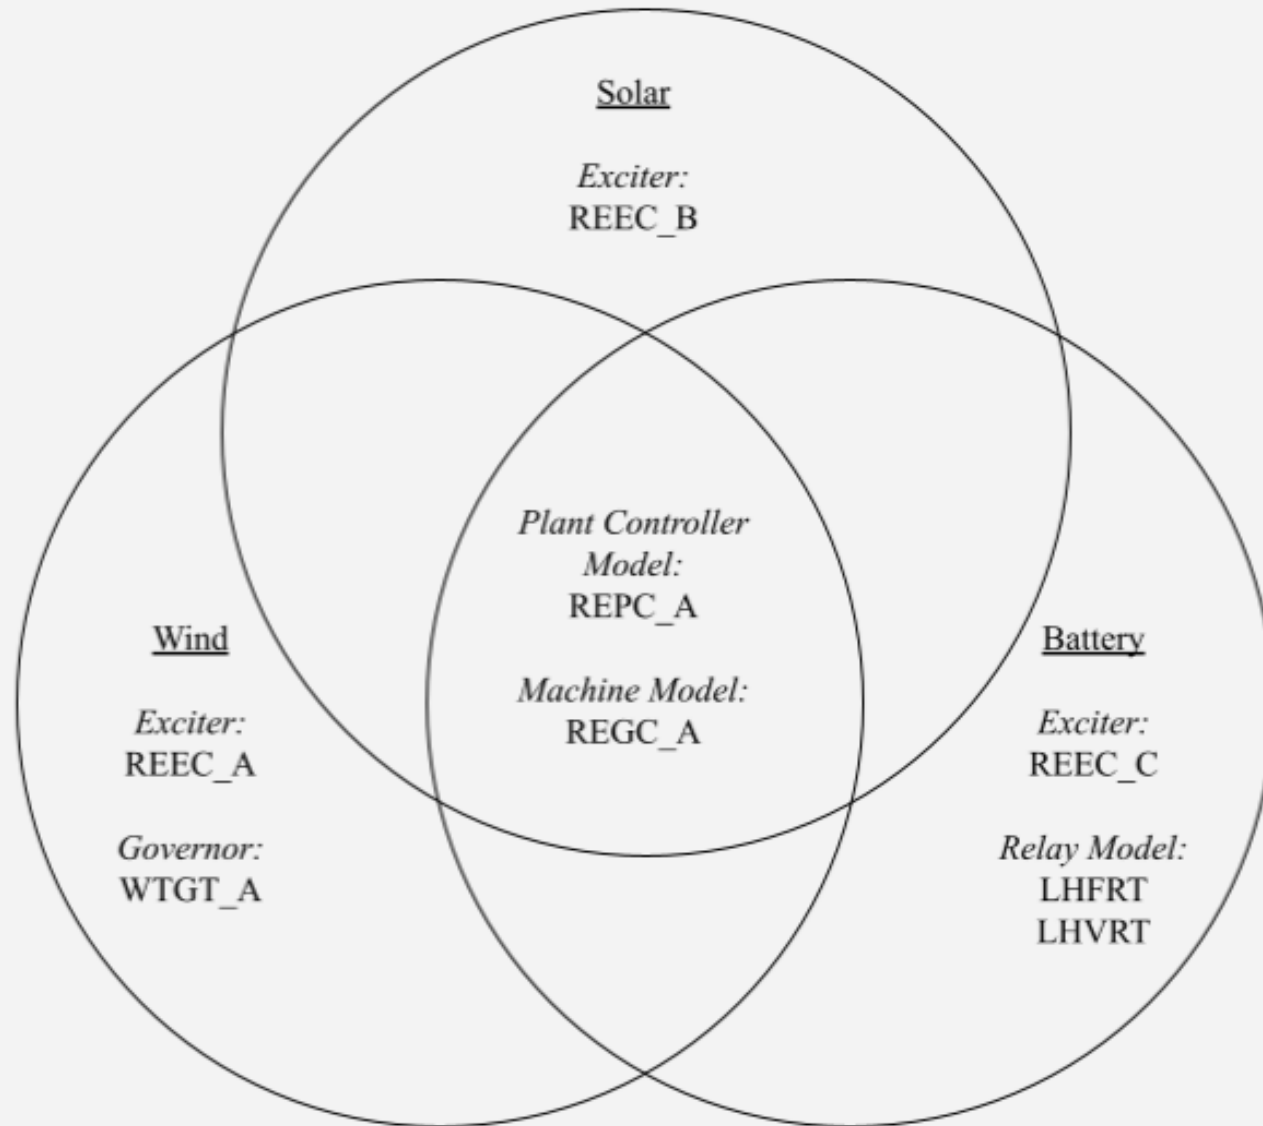 Solar
Exciter:
REEC_B
Plant Controller
Model:
REPC_A
Machine Model:
REGC_A
Wind
Exciter:
REEC_A
Governor:
WTGT_A
Battery
Exciter:
REEC_C
Relay Model:
LHFRT
LHVRT